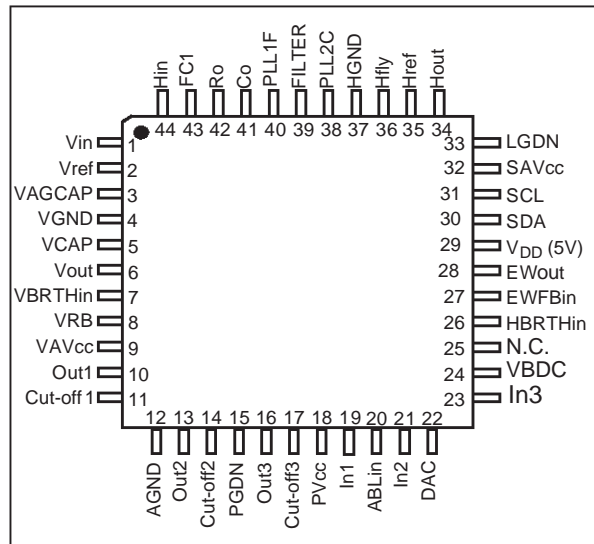 Hin FC1 Ro Co PLL1F FILTER PLL2C HGND Hfly Href Hout
44 43 42 41 40 39 38 37 36 35 34
Vin 1
Vref 2
VAGCAP 3
VGND 4
VCAP 5
Vout 6
VBRTHin 7
VRB 8
VAVcc 9
Out1 10
Cut-off1 11
33 LGDN
32 SAVcc
31 SCL
30 SDA
29 VDD (5V)
28 EWout
27 EWFBin
26 HBRTHin
25 N.C.
24 VBDC
23 In3
12 13 14 15 16 17 18 19 20 21 22
AGND Out2 Cut-off2 PGDN Out3 Cut-off3 PVcc In1 ABLin In2 DAC